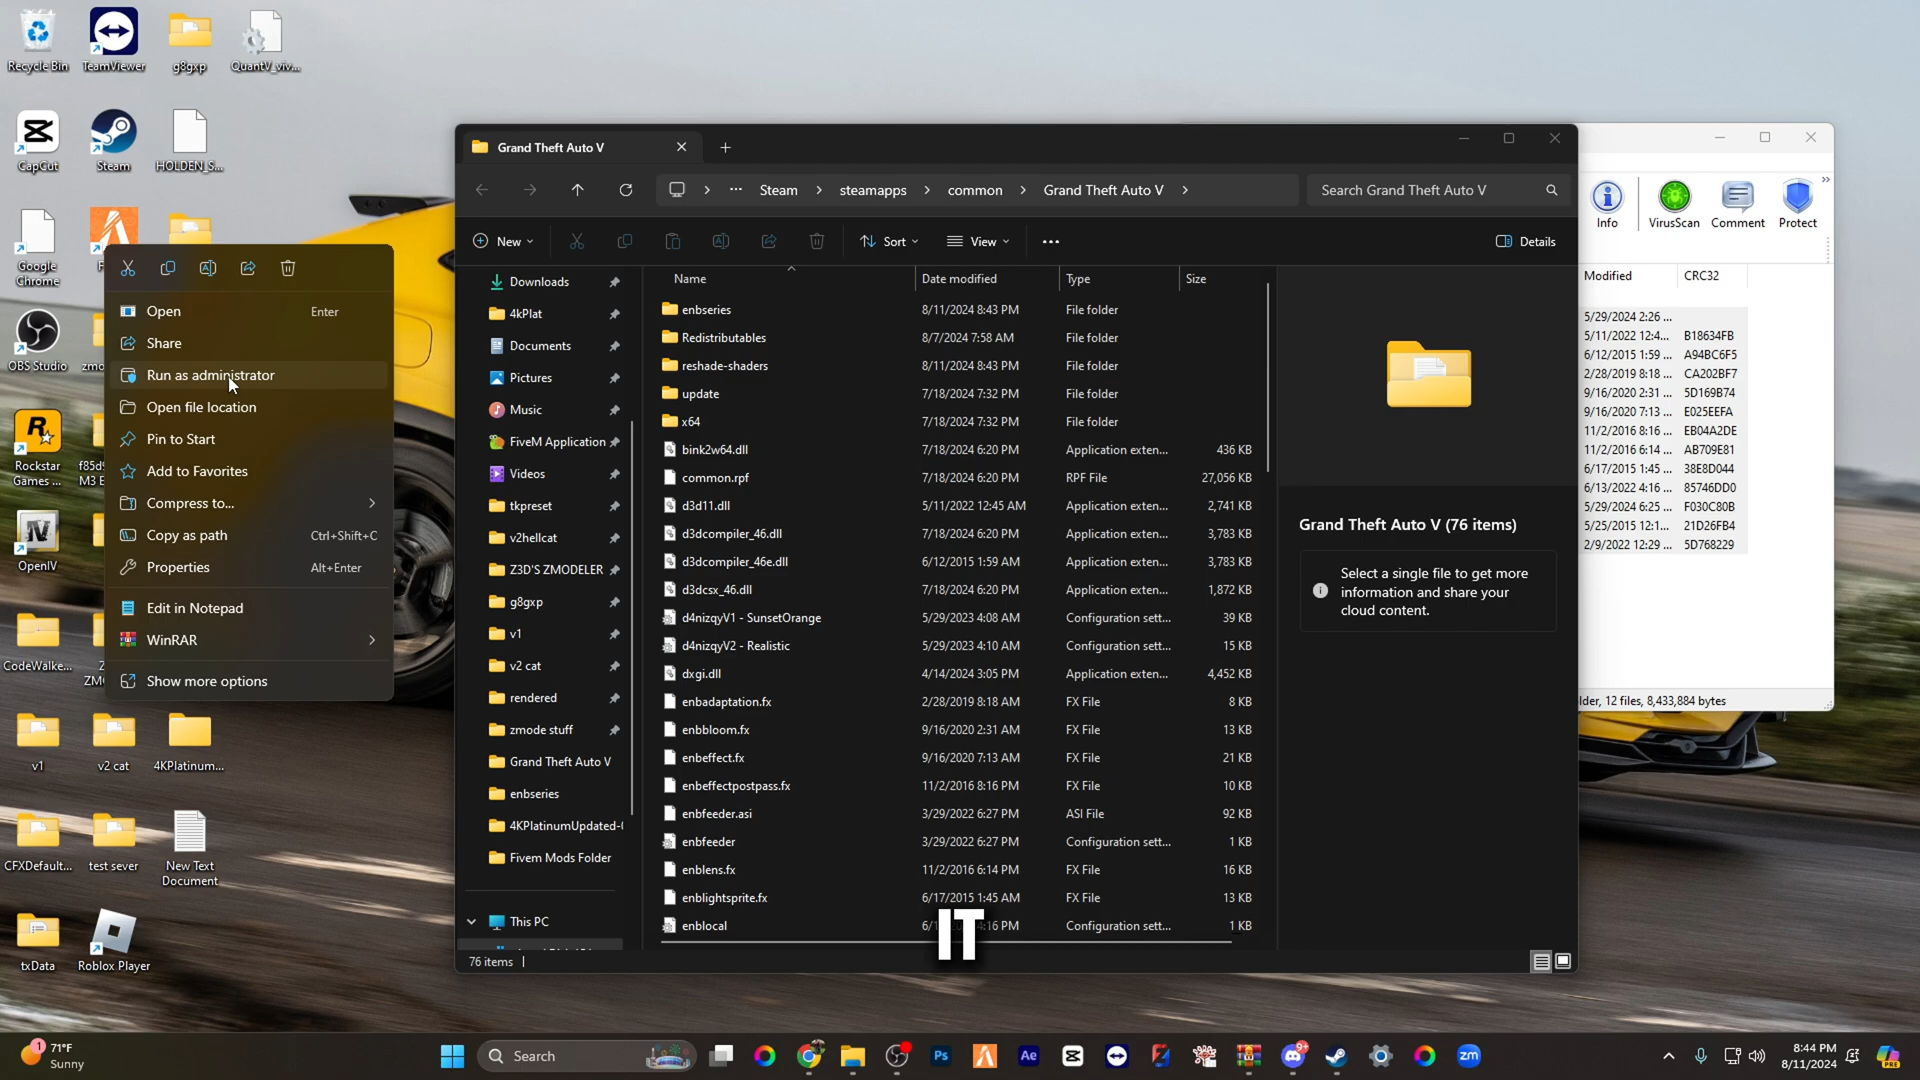 Recycle Bin
TeamViewer
g8gxp
QuantV_viv...
CapCut
Steam
HOLDEN_S...
Google
Chrome
F
OBS Studio
zmo
Rockstar
Games ...
f85d9
M3 E
OpenIV
CodeWalke...
Z
ZM
v1
v2 cat
4KPlatinum...
CFXDefault...
test sever
New Text
Document
txData
Roblox Player
Open Enter
Share
Run as administrator
Open file location
Pin to Start
Add to Favorites
Compress to...
Copy as path Ctrl+Shift+C
Properties Alt+Enter
Edit in Notepad
WinRAR
Show more options
Grand Theft Auto V
Steam > steamapps > common > Grand Theft Auto V >
Search Grand Theft Auto V
New Sort View Details
Downloads
4kPlat
Documents
Pictures
Music
FiveM Application
Videos
tkpreset
v2hellcat
Z3D'S ZMODELER
g8gxp
v1
v2 cat
rendered
zmode stuff
Grand Theft Auto V
enbseries
4KPlatinumUpdated-(
Fivem Mods Folder
This PC
Name Date modified Type Size
enbseries 8/11/2024 8:43 PM File folder
Redistributables 8/7/2024 7:58 AM File folder
reshade-shaders 8/11/2024 8:43 PM File folder
update 7/18/2024 7:32 PM File folder
x64 7/18/2024 7:32 PM File folder
bink2w64.dll 7/18/2024 6:20 PM Application exten... 436 KB
common.rpf 7/18/2024 6:20 PM RPF File 27,056 KB
d3d11.dll 5/11/2022 12:45 AM Application exten... 2,741 KB
d3dcompiler_46.dll 7/18/2024 6:20 PM Application exten... 3,783 KB
d3dcompiler_46e.dll 6/12/2015 1:59 AM Application exten... 3,783 KB
d3dcsx_46.dll 7/18/2024 6:20 PM Application exten... 1,872 KB
d4nizqyV1 - SunsetOrange 5/29/2023 4:08 AM Configuration sett... 39 KB
d4nizqyV2 - Realistic 5/29/2023 4:10 AM Configuration sett... 15 KB
dxgi.dll 4/14/2024 3:05 PM Application exten... 4,452 KB
enbadaptation.fx 2/28/2019 8:18 AM FX File 8 KB
enbbloom.fx 9/16/2020 2:31 AM FX File 13 KB
enbeffect.fx 9/16/2020 7:13 AM FX File 21 KB
enbeffectpostpass.fx 11/2/2016 8:16 PM FX File 10 KB
enbfeeder.asi 3/29/2022 6:27 PM ASI File 92 KB
enbfeeder 3/29/2022 6:27 PM Configuration sett... 1 KB
enblens.fx 11/2/2016 6:14 PM FX File 16 KB
enblightsprite.fx 6/17/2015 1:45 AM FX File 13 KB
enblocal 4:16 PM Configuration sett... 1 KB
IT
76 items
Grand Theft Auto V (76 items)
Select a single file to get more
information and share your
cloud content.
Info VirusScan Comment Protect
Modified CRC32
5/29/2024 2:26 ...
5/11/2022 12:4... B18634FB
6/12/2015 1:59 ... A94BC6F5
2/28/2019 8:18 ... CA202BF7
9/16/2020 2:31 ... 5D169B74
9/16/2020 7:13 ... E025EEFA
11/2/2016 8:16 ... EB04A2DE
11/2/2016 6:14 ... AB709E81
6/17/2015 1:45 ... 38E8D044
6/13/2022 4:16 ... 85746DD0
5/29/2024 6:25 ... F030C80B
5/25/2015 12:1... 21D26FB4
2/9/2022 12:29 ... 5D768229
lder, 12 files, 8,433,884 bytes
1
71°F
Sunny
Search
Ps
Ae
9+
zm
8:44 PM
8/11/2024
PRE